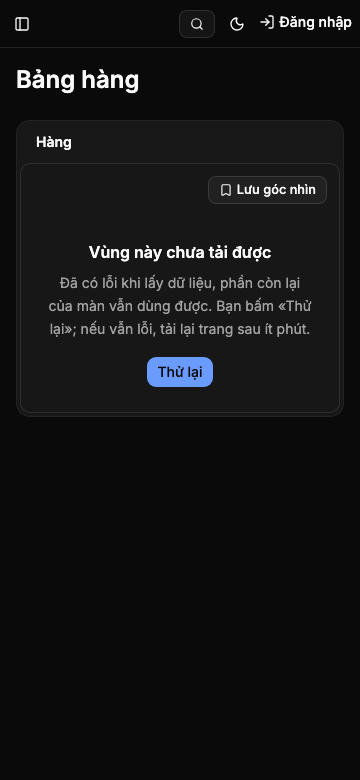 Đăng nhập
Bảng hàng
Hàng
Lưu góc nhìn
Vùng này chưa tải được
Đã có lỗi khi lấy dữ liệu, phần còn lại
của màn vẫn dùng được. Bạn bấm «Thử
lại»; nếu vẫn lỗi, tải lại trang sau ít phút.
Thử lại